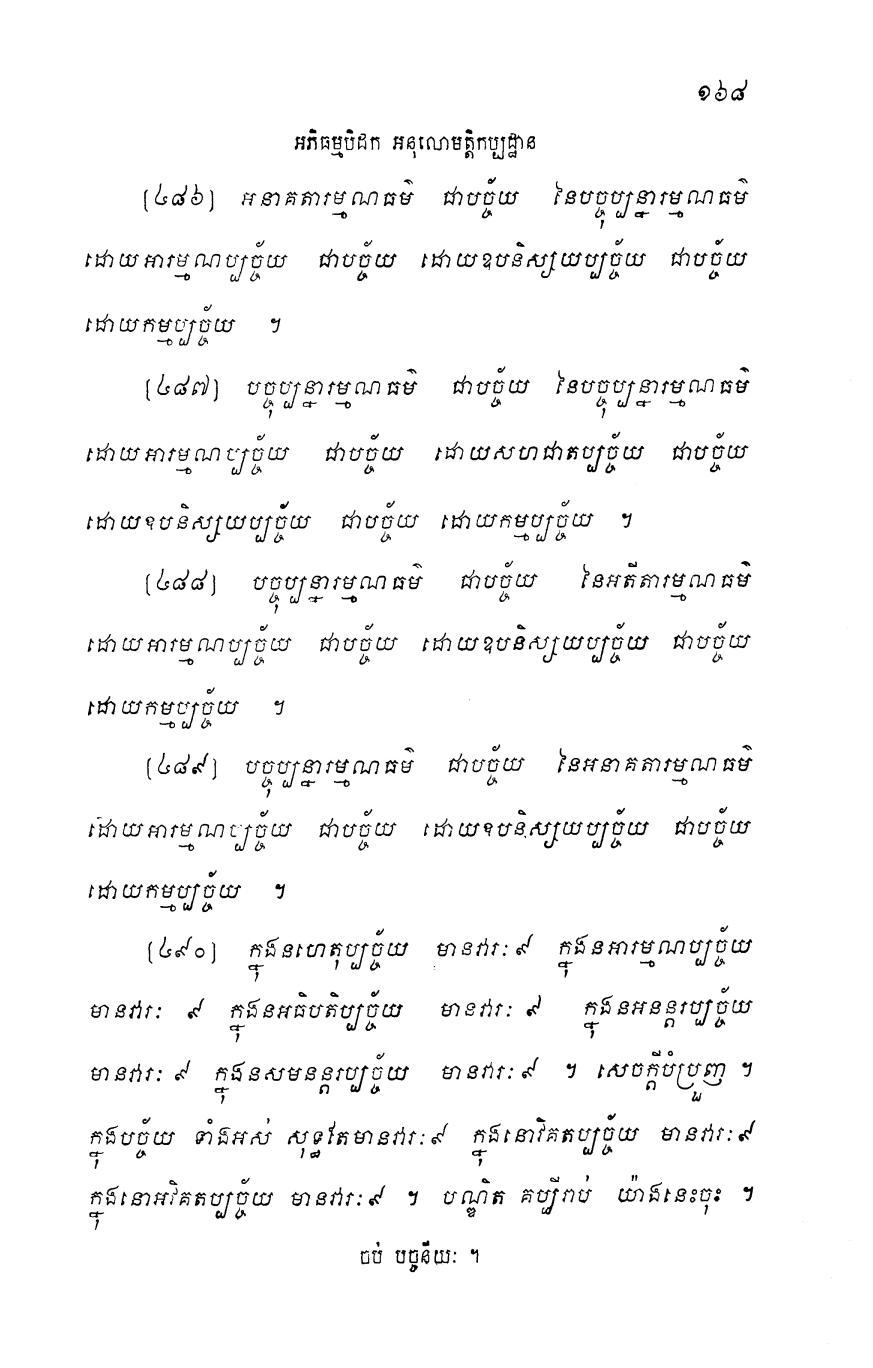 ១៦៨
អភិធម្មបិដក អនុលោមត្តិកប្បដ្ឋាន
[៤៨៦] អនាគតារម្មណធម៌ ជាបច្ច័យ នៃបច្ចុប្បន្នារម្មណធម៌
ដោយអារម្មណប្បច្ច័យ ជាបច្ច័យ ដោយឧបនិស្សយប្បច្ច័យ ជាបច្ច័យ
ដោយកម្មប្បច្ច័យ ។
[៤៨៧] បច្ចុប្បន្នារម្មណធម៌ ជាបច្ច័យ នៃបច្ចុប្បន្នារម្មណធម៌
ដោយអារម្មណប្បច្ច័យ ជាបច្ច័យ ដោយសហជាតប្បច្ច័យ ជាបច្ច័យ
ដោយឧបនិស្សយប្បច្ច័យ ជាបច្ច័យ ដោយកម្មប្បច្ច័យ ។
[៤៨៨] បច្ចុប្បន្នារម្មណធម៌ ជាបច្ច័យ នៃអតីតារម្មណធម៌
ដោយអារម្មណប្បច្ច័យ ជាបច្ច័យ ដោយឧបនិស្សយប្បច្ច័យ ជាបច្ច័យ
ដោយកម្មប្បច្ច័យ ។
[៤៨៩] បច្ចុប្បន្នារម្មណធម៌ ជាបច្ច័យ នៃអនាគតារម្មណធម៌
ដោយអារម្មណប្បច្ច័យ ជាបច្ច័យ ដោយឧបនិស្សយប្បច្ច័យ ជាបច្ច័យ
ដោយកម្មប្បច្ច័យ ។
[៤៩០] ក្នុងនហេតុប្បច្ច័យ មានវារៈ ៩ ក្នុងនអារម្មណប្បច្ច័យ
មានវារៈ ៩ ក្នុងនអធិបតិប្បច្ច័យ មានវារៈ ៩ ក្នុងនអនន្តរប្បច្ច័យ
មានវារៈ ៩ ក្នុងនសមនន្តរប្បច្ច័យ មានវារៈ ៩ ។ សេចក្តីបំប្រួញ ។
ក្នុងបច្ច័យ ទាំងអស់ សុទ្ធតែមានវារៈ ៩ ក្នុងនោវិគតប្បច្ច័យ មានវារៈ ៩
ក្នុងនោអវិគតប្បច្ច័យ មានវារៈ ៩ ។ បណ្ឌិត គប្បីរាប់ យ៉ាងនេះចុះ ។
ចប់ បច្ចនីយៈ ។